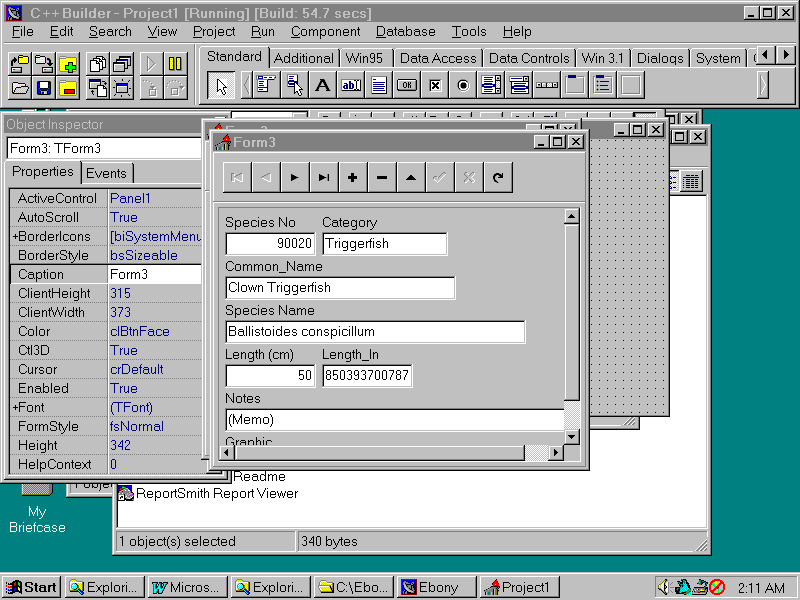 C++Builder - Project1 [Running] [Build: 54.7 secs]
File Edit Search View Project Run Component Database Tools Help
Standard Additional Win95 Data Access Data Controls Win 3.1 Dialogs System
A ab OK
Object Inspector
Form3: TForm3
Properties Events
ActiveControl Panel1
AutoScroll True
+BorderIcons [biSystemMenu
BorderStyle bsSizeable
Caption Form3
ClientHeight 315
ClientWidth 373
Color clBtnFace
Ctl3D True
Cursor crDefault
Enabled True
+Font (TFont)
FormStyle fsNormal
Height 342
HelpContext 0
Form3
Species No Category
90020 Triggerfish
Common_Name
Clown Triggerfish
Species Name
Ballistoides conspicillum
Length (cm) Length_In
50 850393700787
Notes
(Memo)
Graphic
Readme
ReportSmith Report Viewer
My
Briefcase
1 object(s) selected 340 bytes
Start Explori... Micros... Explori... C:\Ebo... Ebony Project1 2:11 AM